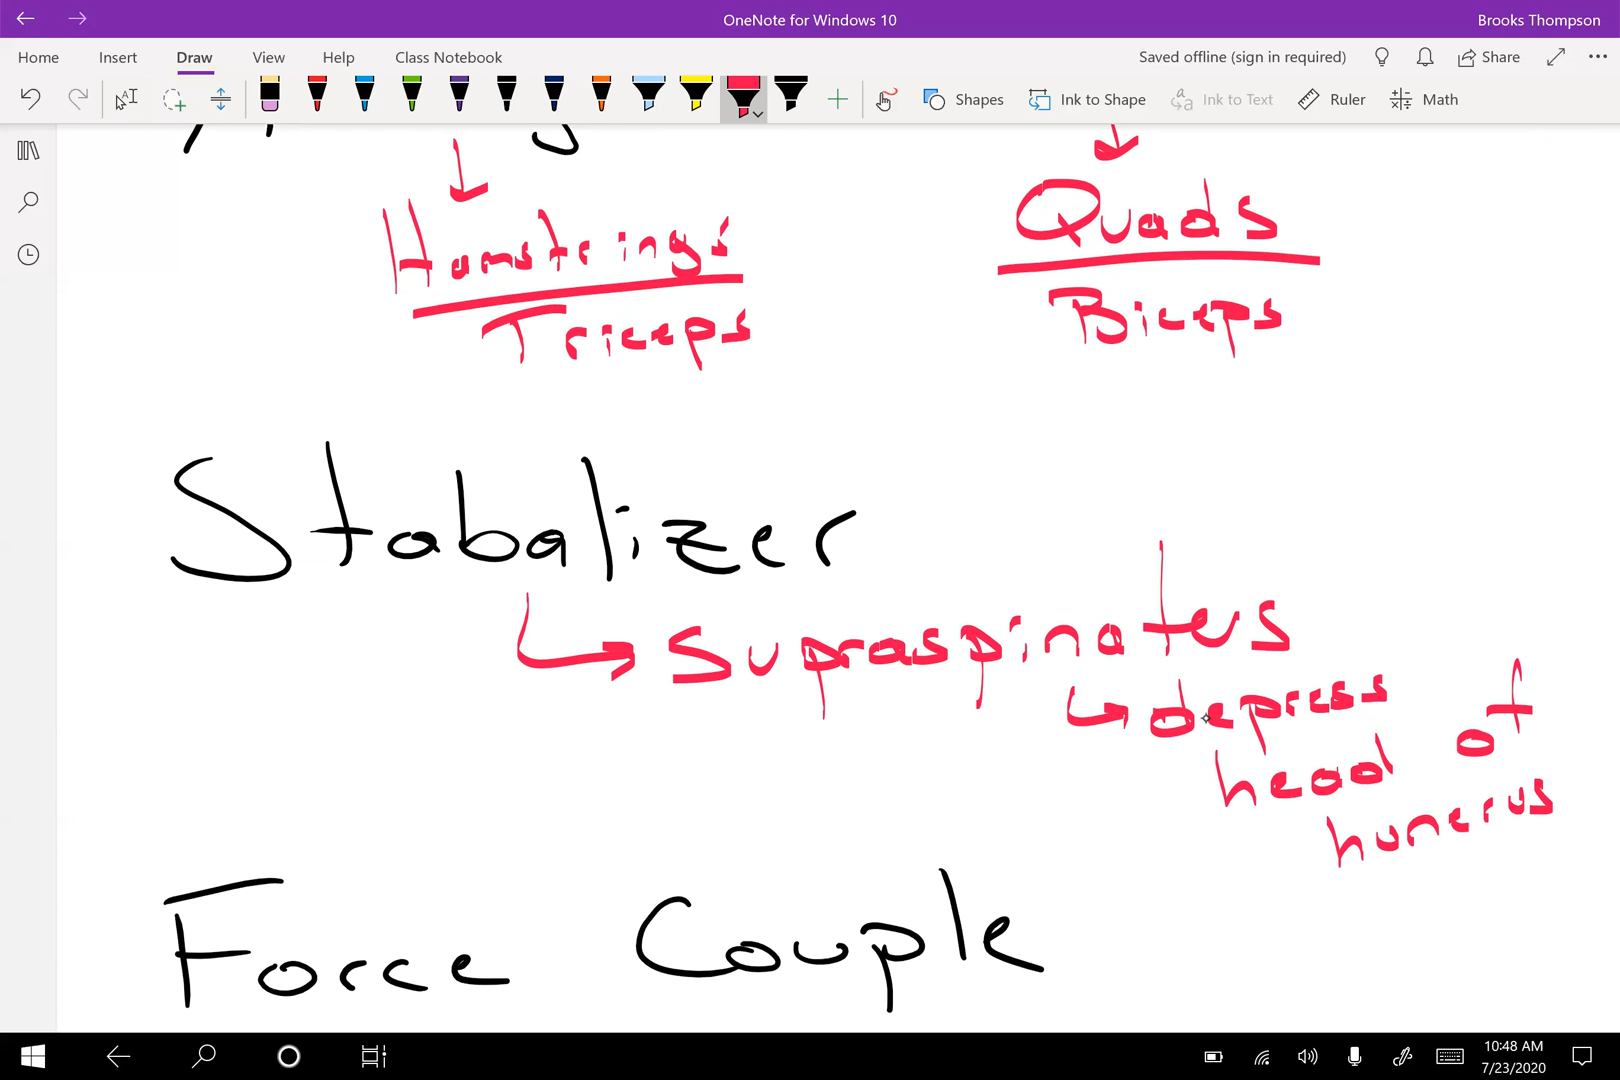 OneNote for Windows 10
Brooks Thompson
Home Insert Draw View Help Class Notebook
Saved offline (sign in required) Share
Shapes Ink to Shape Ink to Text Ruler Math
Hamstrings Quads
Triceps Biceps
Stabalizer
Supraspinatus
depress
head of
humerus
Force Couple
10:48 AM
7/23/2020